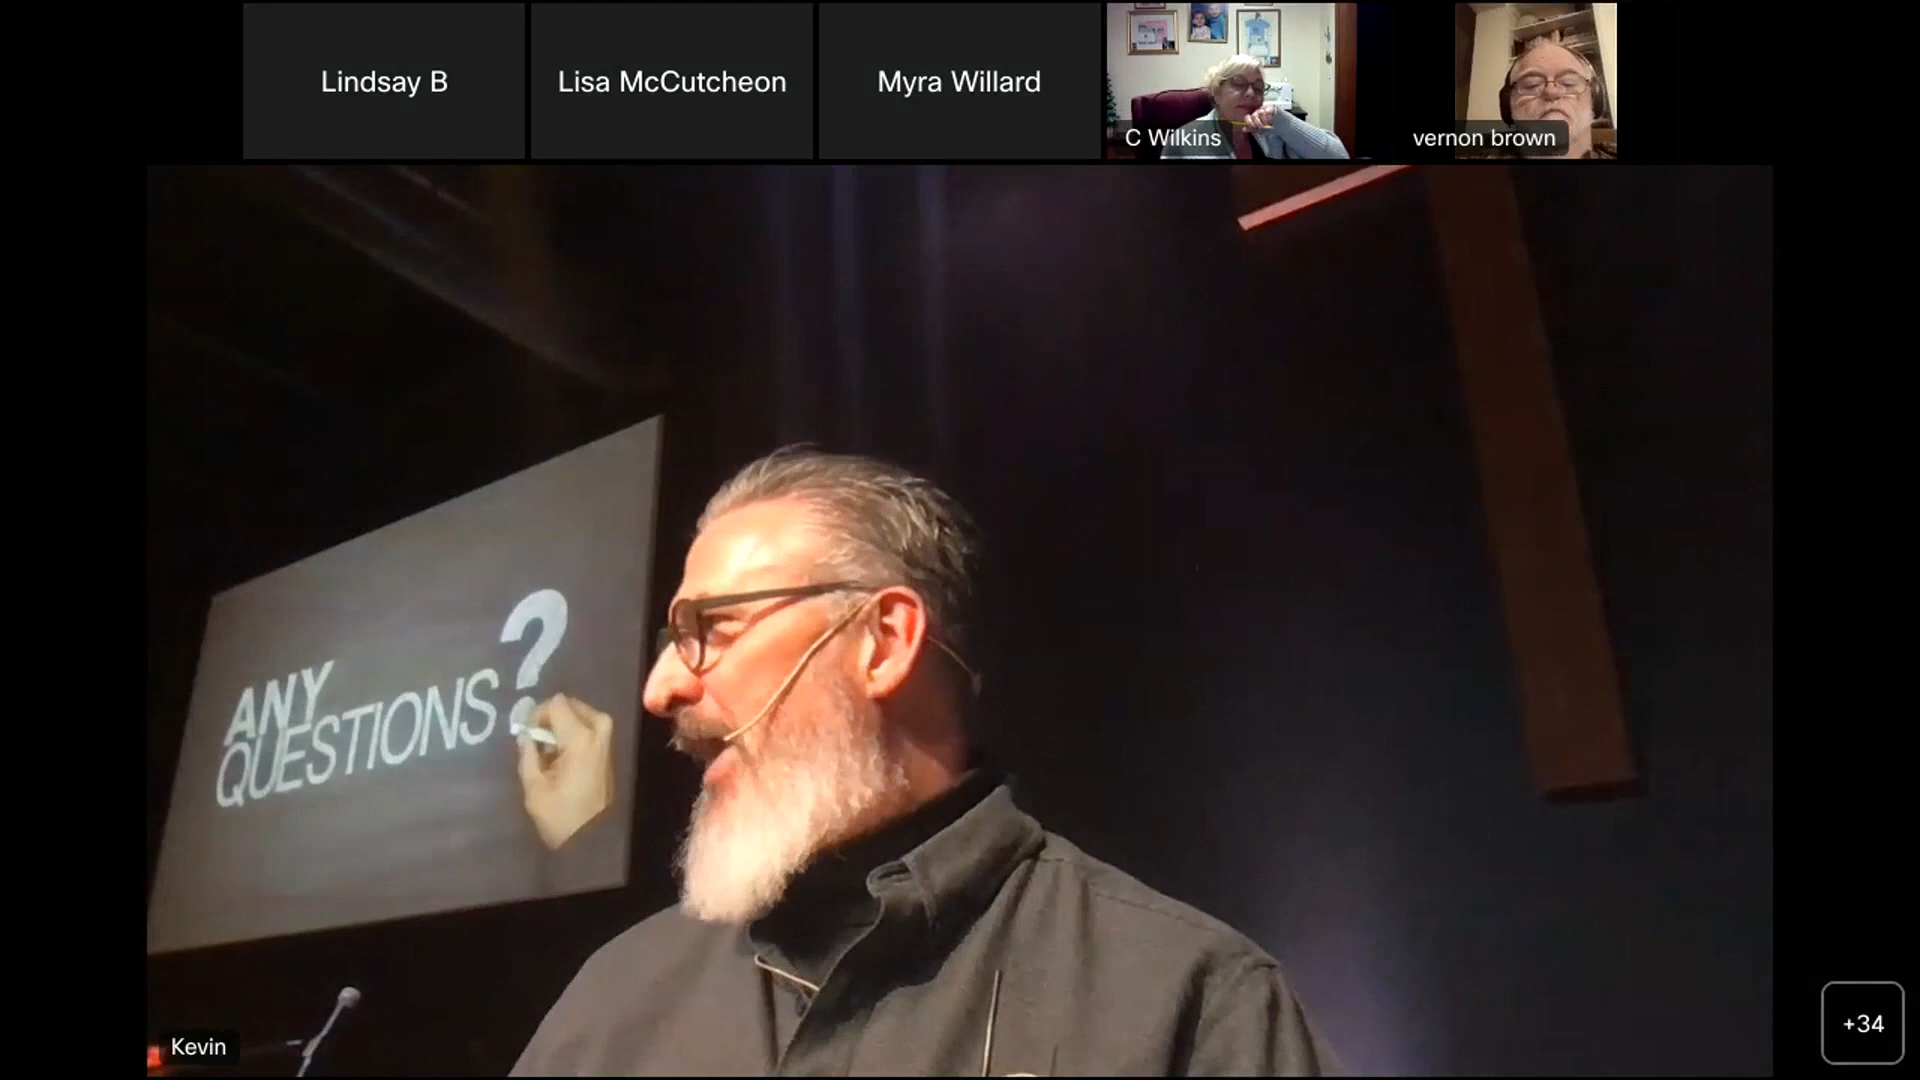 Lindsay B
Lisa McCutcheon
Myra Willard
C Wilkins
vernon brown
ANY
QUESTIONS?
Kevin
+34